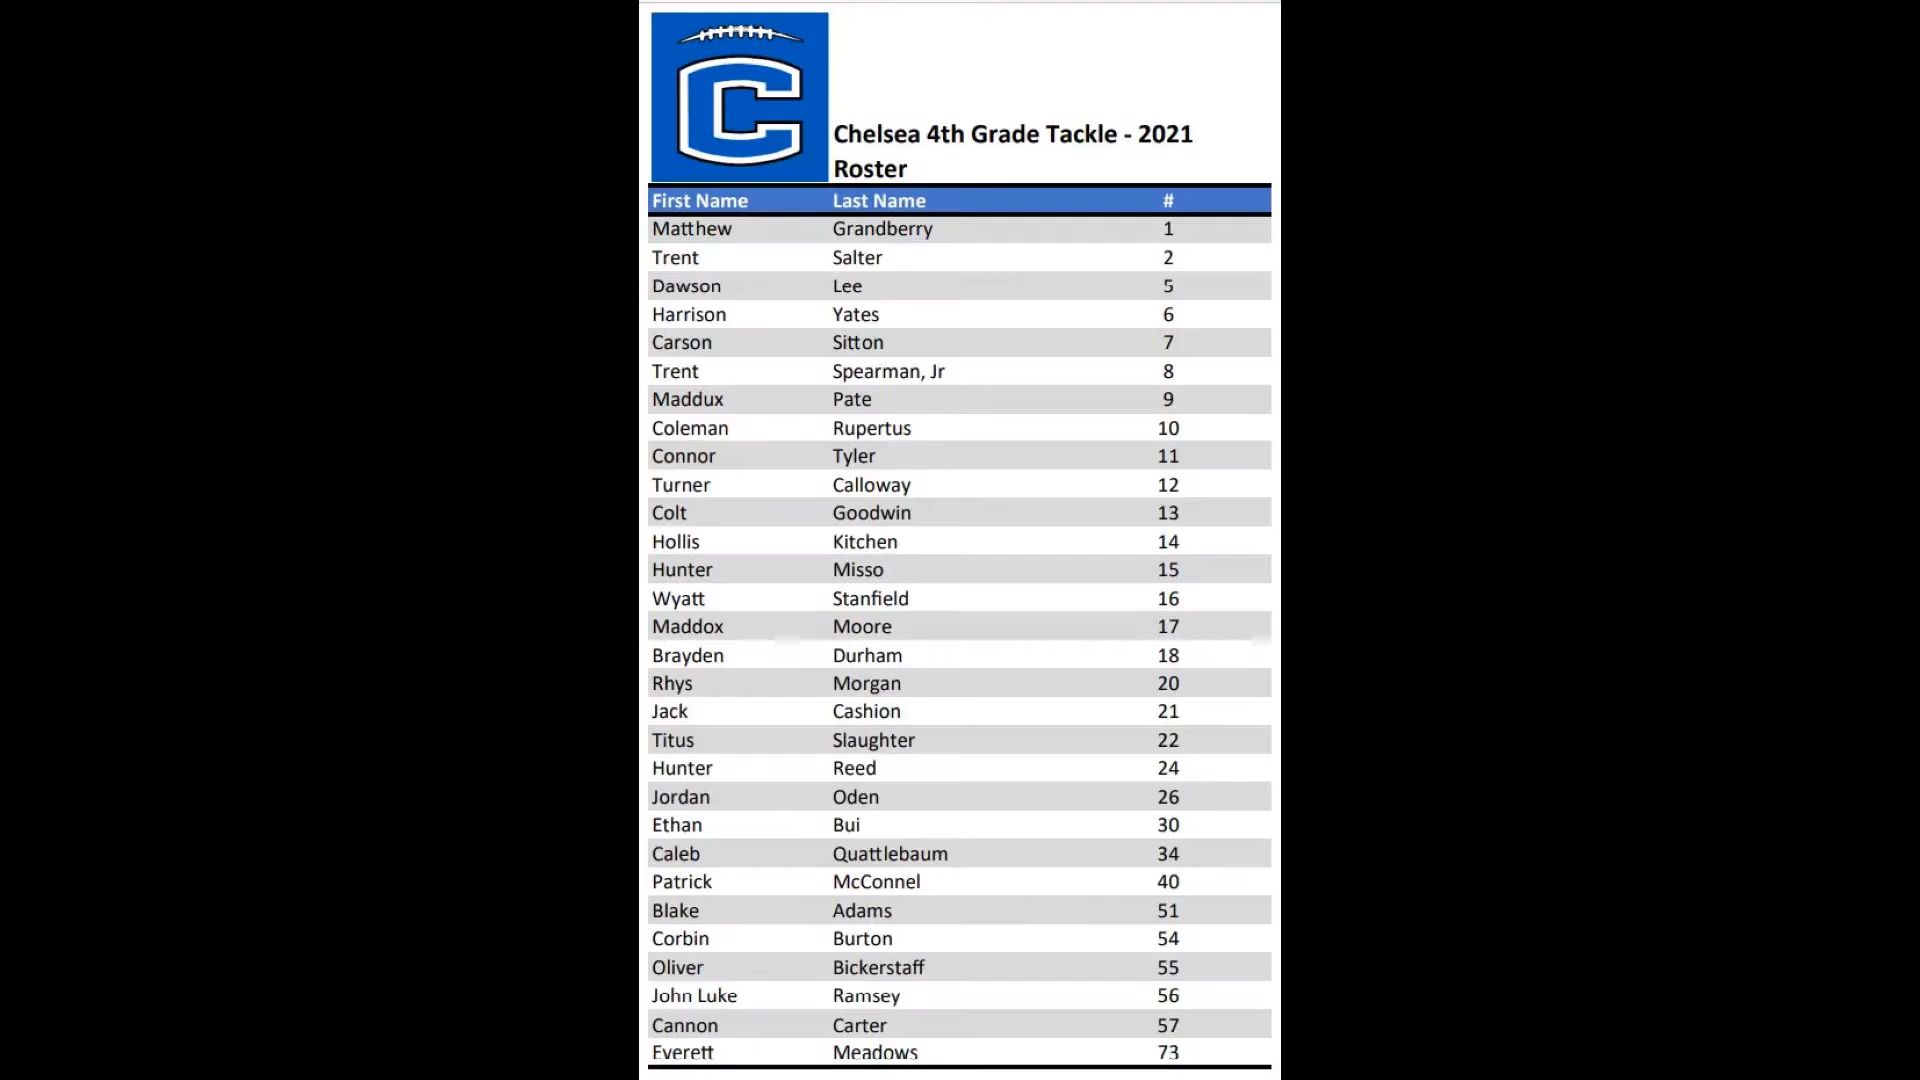 C
Chelsea 4th Grade Tackle - 2021
Roster
First Name Last Name #
Matthew Grandberry 1
Trent Salter 2
Dawson Lee 5
Harrison Yates 6
Carson Sitton 7
Trent Spearman, Jr 8
Maddux Pate 9
Coleman Rupertus 10
Connor Tyler 11
Turner Calloway 12
Colt Goodwin 13
Hollis Kitchen 14
Hunter Misso 15
Wyatt Stanfield 16
Maddox Moore 17
Brayden Durham 18
Rhys Morgan 20
Jack Cashion 21
Titus Slaughter 22
Hunter Reed 24
Jordan Oden 26
Ethan Bui 30
Caleb Quattlebaum 34
Patrick McConnel 40
Blake Adams 51
Corbin Burton 54
Oliver Bickerstaff 55
John Luke Ramsey 56
Cannon Carter 57
Everett Meadows 73